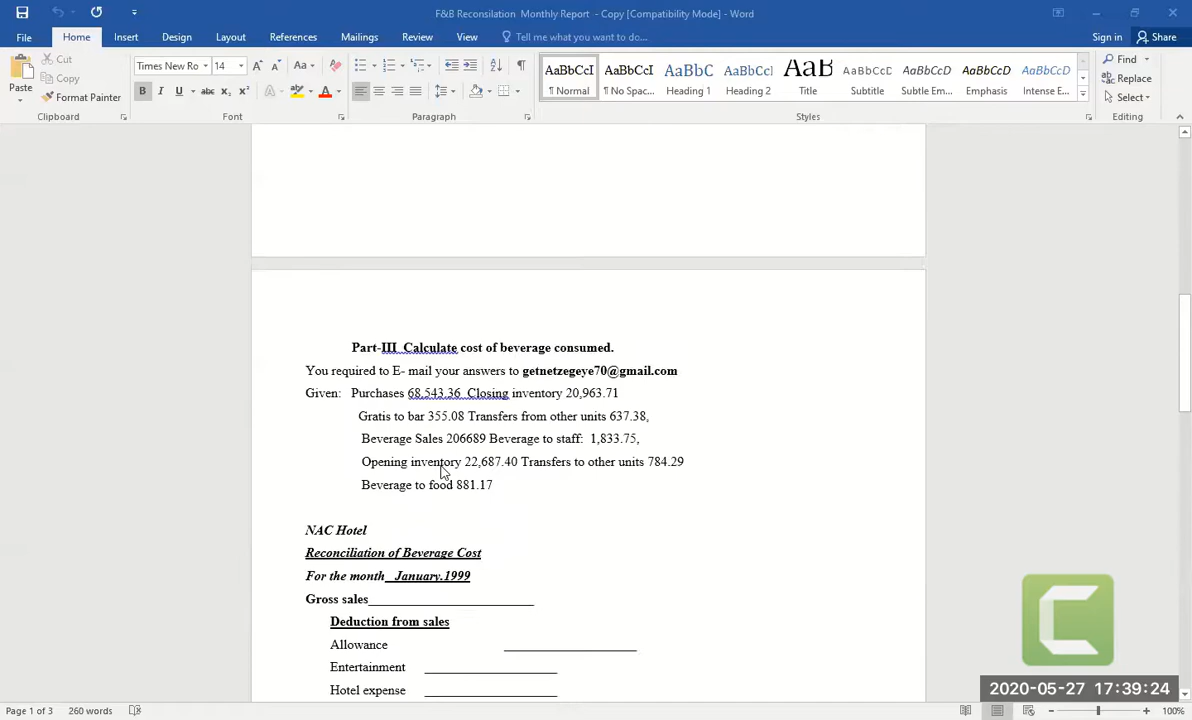 F&B Reconsilation Monthly Report - Copy [Compatibility Mode] - Word
File Home Insert Design Layout References Mailings Review View Tell me what you want to do... Sign in Share
Paste Cut Copy Format Painter
Times New Ro 14 Aa
B I U abc x₂ x² A A
AaBbCcI AaBbCcI AaBbC AaBbCcI AaB AaBbCcD AaBbCcD AaBbCcD AaBbCcD
¶ Normal ¶ No Spac... Heading 1 Heading 2 Title Subtitle Subtle Em... Emphasis Intense E...
Find
Replace
Select
Clipboard Font Paragraph Styles Editing
Part-III Calculate cost of beverage consumed.
You required to E- mail your answers to getnetzegeye70@gmail.com
Given: Purchases 68,543.36 Closing inventory 20,963.71
Gratis to bar 355.08 Transfers from other units 637.38,
Beverage Sales 206689 Beverage to staff: 1,833.75,
Opening inventory 22,687.40 Transfers to other units 784.29
Beverage to food 881.17
NAC Hotel
Reconciliation of Beverage Cost
For the month January.1999
Gross sales
Deduction from sales
Allowance
Entertainment
Hotel expense
2020-05-27 17:39:24
Page 1 of 3 260 words 100%